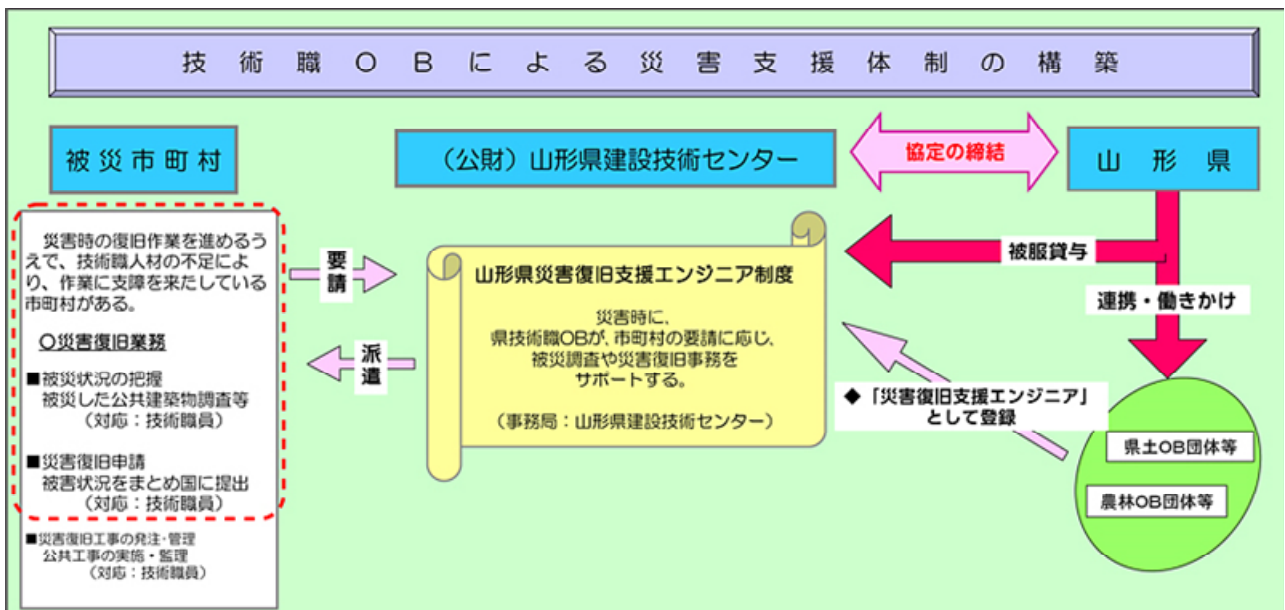 技術職OBによる災害支援体制の構築
被災市町村
（公財）山形県建設技術センター
協定の締結
山形県
災害時の復旧作業を進めるう
えで、技術職人材の不足によ
り、作業に支障を来たしている
市町村がある。
〇災害復旧業務
■被災状況の把握
被災した公共建築物調査等
（対応：技術職員）
■災害復旧申請
被害状況をまとめ国に提出
（対応：技術職員）
■災害復旧工事の発注・管理
公共工事の実施・監理
（対応：技術職員）
要請
派遣
山形県災害復旧支援エンジニア制度
災害時に、
県技術職OBが、市町村の要請に応じ、
被災調査や災害復旧事務を
サポートする。
（事務局：山形県建設技術センター）
被服貸与
連携・働きかけ
◆「災害復旧支援エンジニア」
として登録
県土OB団体等
農林OB団体等